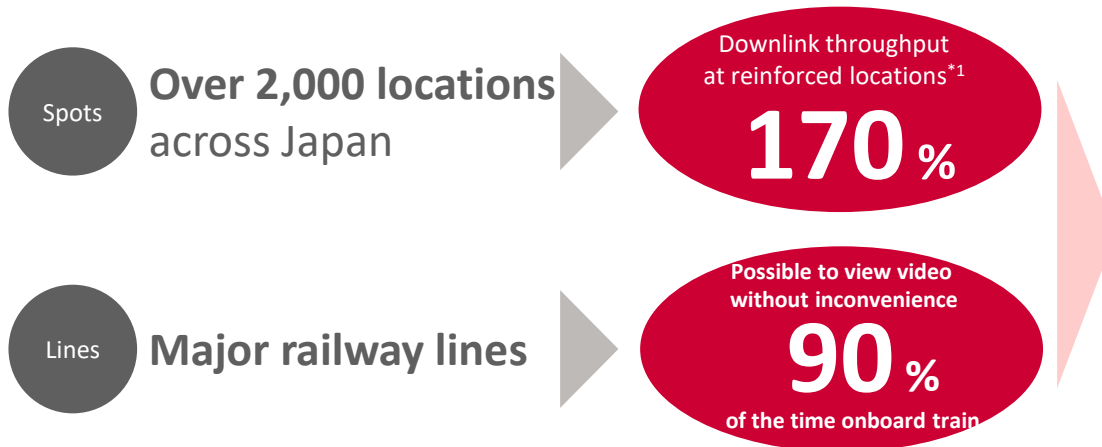 Spots
Over 2,000 locations
across Japan
Downlink throughput
at reinforced locations*1
170 %
Lines
Major railway lines
Possible to view video
without inconvenience
90 %
of the time onboard train